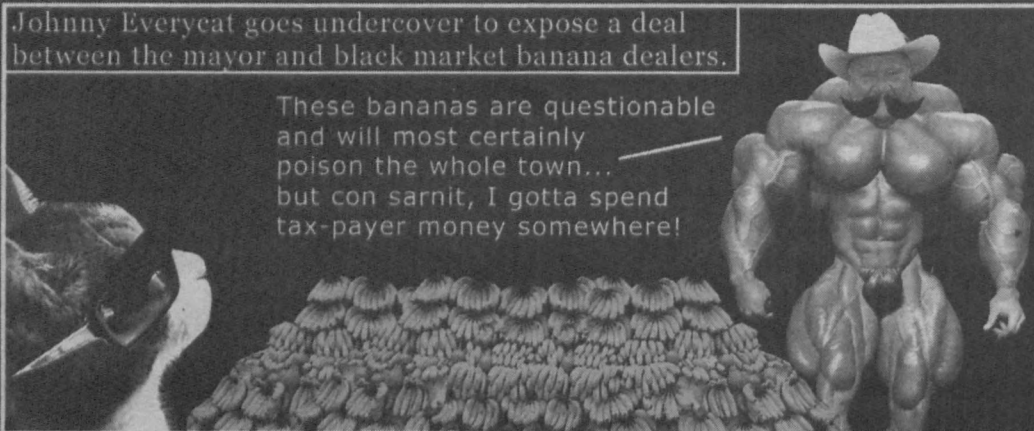 Johnny Everycat goes undercover to expose a deal
between the mayor and black market banana dealers.
These bananas are questionable
and will most certainly
poison the whole town...
but con sarnit, I gotta spend
tax-payer money somewhere!